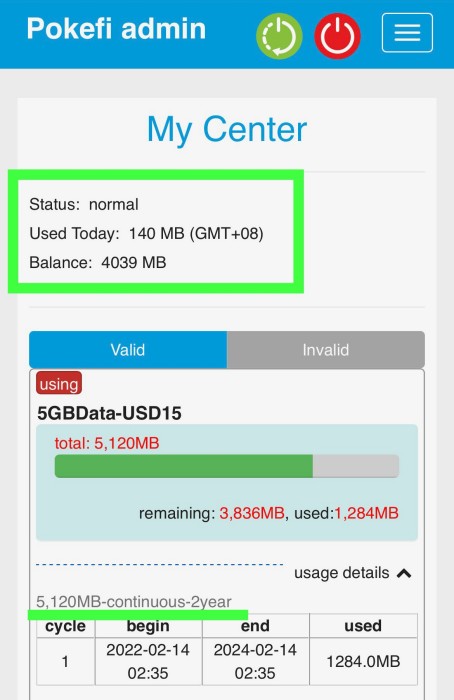 Pokefi admin
My Center
Status: normal
Used Today: 140 MB (GMT+08)
Balance: 4039 MB
Valid Invalid
using
5GBData-USD15
total: 5,120MB
remaining: 3,836MB, used:1,284MB
usage details
5,120MB-continuous-2year
cycle begin end used
1 2022-02-14 02:35 2024-02-14 02:35 1284.0MB